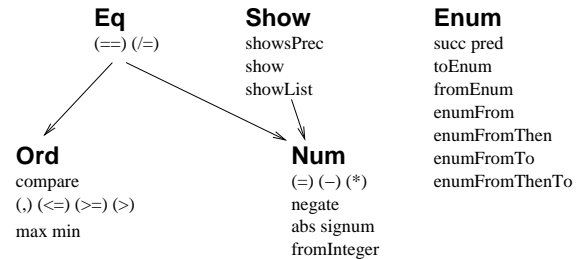 Eq
(==) (/=)
Show
showsPrec
show
showList
Enum
succ pred
toEnum
fromEnum
enumFrom
enumFromThen
enumFromTo
enumFromThenTo
Ord
compare
(,) (<=) (>=) (>)
max min
Num
(=) (−) (*)
negate
abs signum
fromInteger